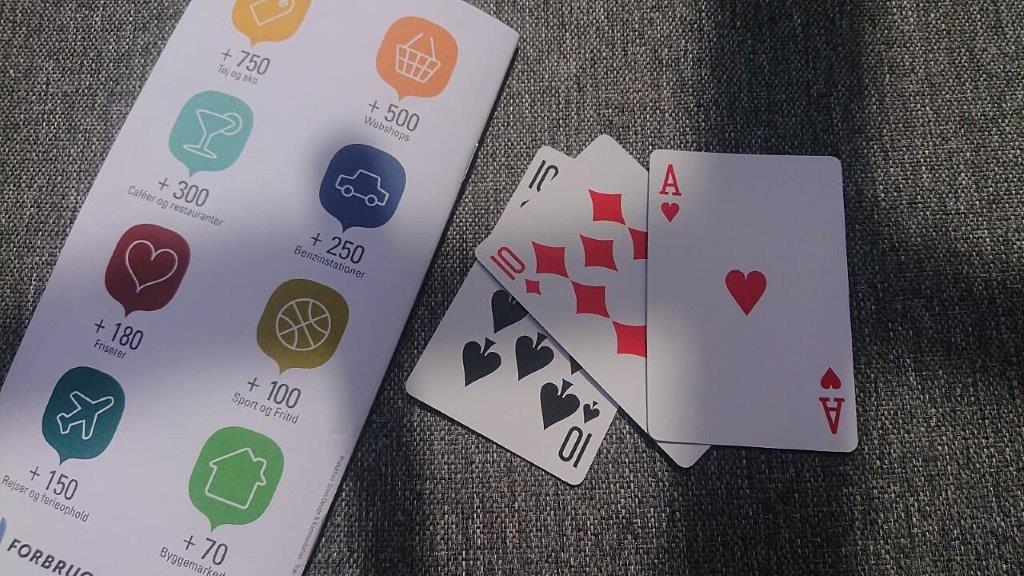 + 750
Tøj og sko
+ 500
Webshops
+ 300
Caféer og restauranter
+ 250
Benzinstationer
+ 180
Frisører
+ 100
Sport og Fritid
+ 150
Rejser og ferieophold
+ 70
Byggemarked
FORBRUG
10
10
10
A
A